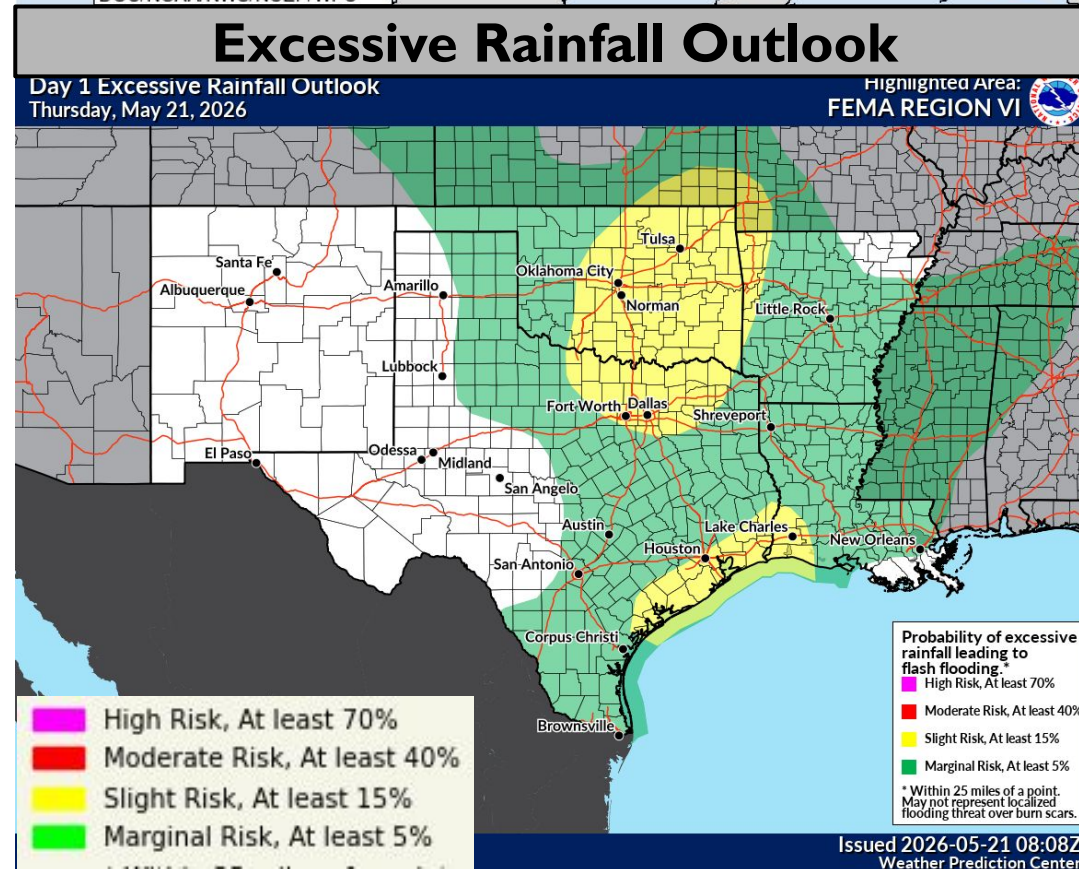 Excessive Rainfall Outlook
Day 1 Excessive Rainfall Outlook
Thursday, May 21, 2026
Highlighted Area:
FEMA REGION VI
Tulsa
Santa Fe
Oklahoma City
Albuquerque
Amarillo
Norman
Little Rock
Lubbock
Fort Worth
Dallas
Shreveport
El Paso
Odessa
Midland
San Angelo
Austin
Lake Charles
New Orleans
Houston
San Antonio
Corpus Christi
Brownsville
Probability of excessive
rainfall leading to
flash flooding.*
High Risk, At least 70%
Moderate Risk, At least 40%
Slight Risk, At least 15%
Marginal Risk, At least 5%
* Within 25 miles of a point.
May not represent localized
flooding threat over burn scars.
High Risk, At least 70%
Moderate Risk, At least 40%
Slight Risk, At least 15%
Marginal Risk, At least 5%
Issued 2026-05-21 08:08Z
Weather Prediction Center